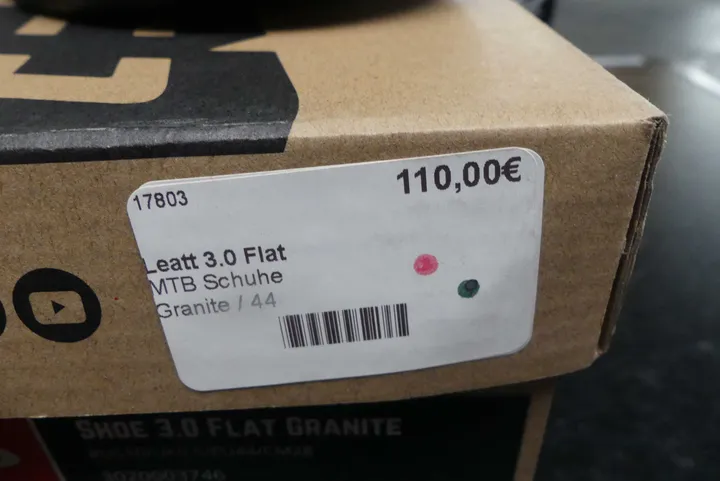 17803
110,00€
Leatt 3.0 Flat
MTB Schuhe
Granite / 44
SHOE 3.0 FLAT GRANITE